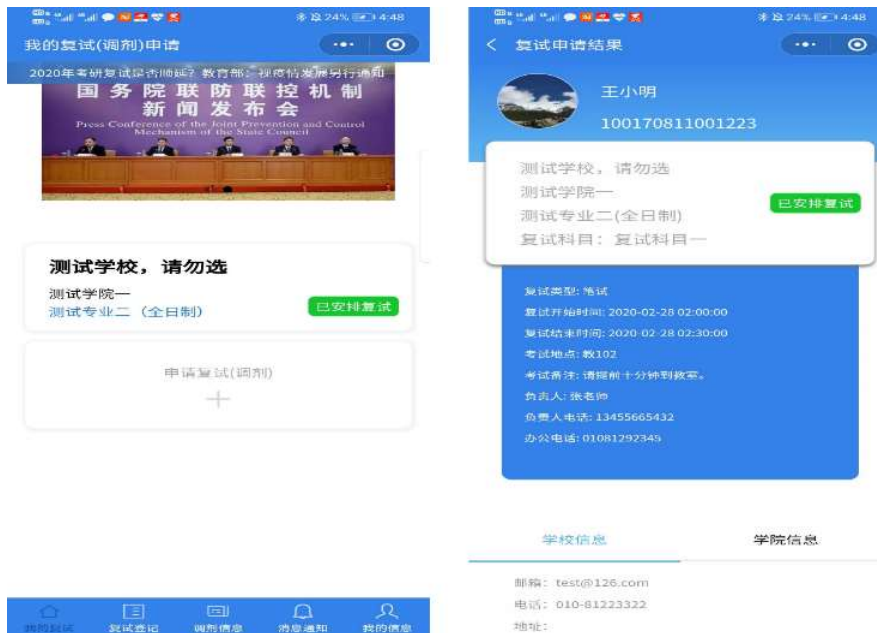 24% 4:48
我的复试(调剂)申请
2020年考研复试是否顺延？教育部：视疫情发展另行通知
国务院联防联控机制
新闻发布会
Press Conference of the Joint Prevention and Control
Mechanism of the State Council
测试学校，请勿选
测试学院一
测试专业二（全日制）
已安排复试
申请复试(调剂)
我的复试 复试登记 调剂信息 消息通知 我的信息
24% 4:48
复试申请结果
王小明
100170811001223
测试学校，请勿选
测试学院一
测试专业二(全日制)
复试科目：复试科目一
已安排复试
复试类型: 笔试
复试开始时间: 2020-02-28 02:00:00
复试结束时间: 2020-02-28 02:30:00
考试地点: 教102
考试备注: 请提前十分钟到教室。
负责人: 张老师
负责人电话: 13455665432
办公电话: 01081292345
学校信息 学院信息
邮箱: test@126.com
电话: 010-81223322
地址: